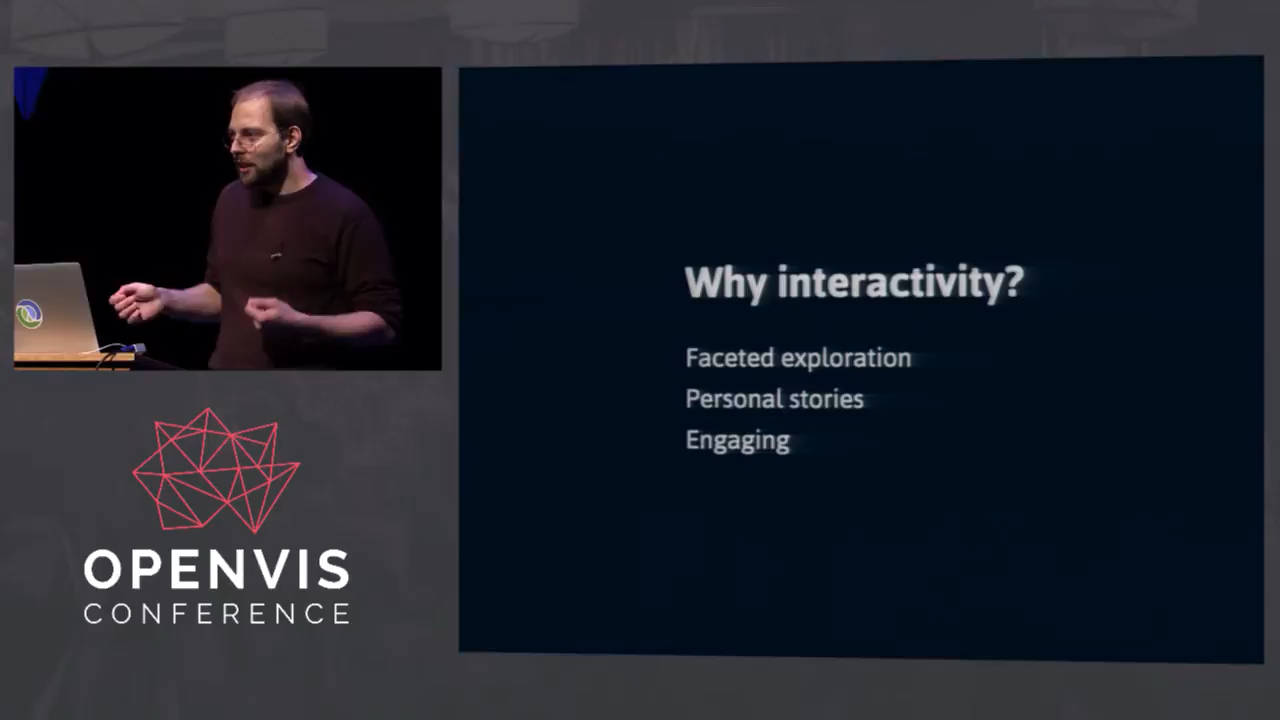 Why interactivity?
Faceted exploration
Personal stories
Engaging
OPENVIS
CONFERENCE